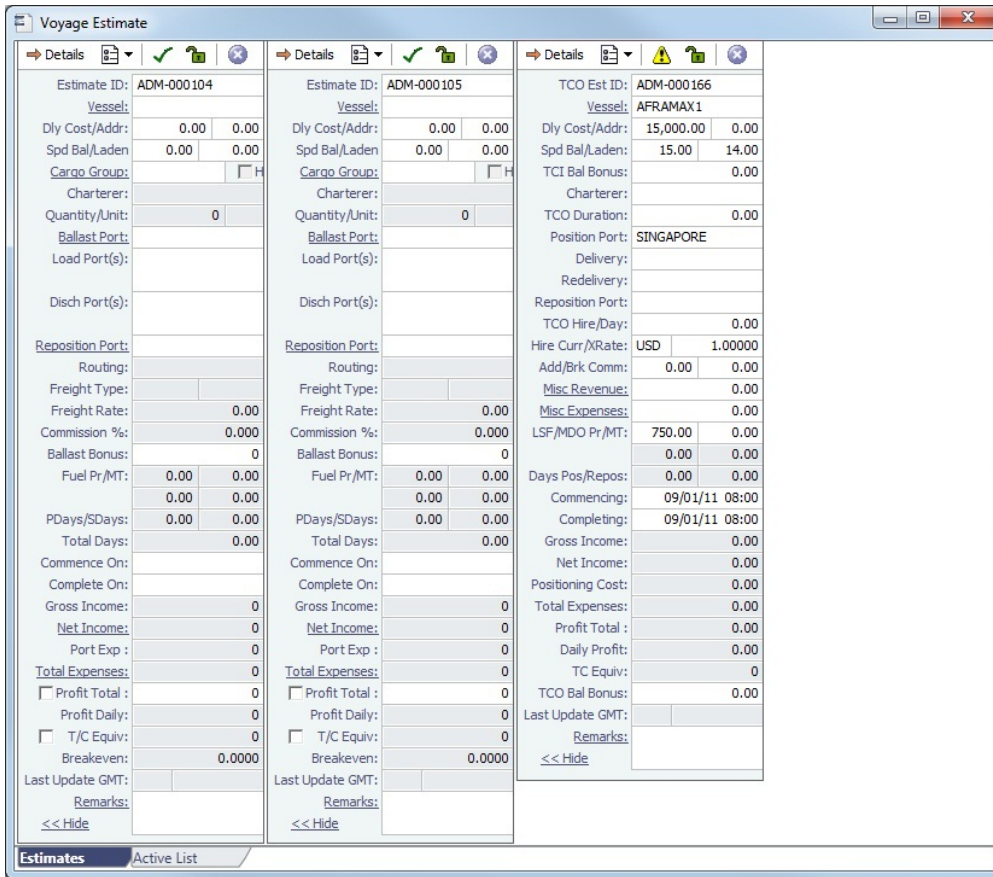 Voyage Estimate
Details
Estimate ID: ADM-000104
Vessel:
Dly Cost/Addr: 0.00 0.00
Spd Bal/Laden 0.00 0.00
Cargo Group: H
Charterer:
Quantity/Unit: 0
Ballast Port:
Load Port(s):
Disch Port(s):
Reposition Port:
Routing:
Freight Type:
Freight Rate: 0.00
Commission %: 0.000
Ballast Bonus: 0
Fuel Pr/MT: 0.00 0.00
0.00 0.00
PDays/SDays: 0.00 0.00
Total Days: 0.00
Commence On:
Complete On:
Gross Income: 0
Net Income: 0
Port Exp : 0
Total Expenses: 0
Profit Total : 0
Profit Daily: 0
T/C Equiv: 0
Breakeven: 0.0000
Last Update GMT:
Remarks:
<< Hide
Details
Estimate ID: ADM-000105
Vessel:
Dly Cost/Addr: 0.00 0.00
Spd Bal/Laden 0.00 0.00
Cargo Group: H
Charterer:
Quantity/Unit: 0
Ballast Port:
Load Port(s):
Disch Port(s):
Reposition Port:
Routing:
Freight Type:
Freight Rate: 0.00
Commission %: 0.000
Ballast Bonus: 0
Fuel Pr/MT: 0.00 0.00
0.00 0.00
PDays/SDays: 0.00 0.00
Total Days: 0.00
Commence On:
Complete On:
Gross Income: 0
Net Income: 0
Port Exp : 0
Total Expenses: 0
Profit Total : 0
Profit Daily: 0
T/C Equiv: 0
Breakeven: 0.0000
Last Update GMT:
Remarks:
<< Hide
Details
TCO Est ID: ADM-000166
Vessel: AFRAMAX1
Dly Cost/Addr: 15,000.00 0.00
Spd Bal/Laden: 15.00 14.00
TCI Bal Bonus: 0.00
Charterer:
TCO Duration: 0.00
Position Port: SINGAPORE
Delivery:
Redelivery:
Reposition Port:
TCO Hire/Day: 0.00
Hire Curr/XRate: USD 1.00000
Add/Brk Comm: 0.00 0.00
Misc Revenue: 0.00
Misc Expenses: 0.00
LSF/MDO Pr/MT: 750.00 0.00
0.00 0.00
Days Pos/Repos: 0.00 0.00
Commencing: 09/01/11 08:00
Completing: 09/01/11 08:00
Gross Income: 0.00
Net Income: 0.00
Positioning Cost: 0.00
Total Expenses: 0.00
Profit Total : 0.00
Daily Profit: 0.00
TC Equiv: 0
TCO Bal Bonus: 0.00
Last Update GMT:
Remarks:
<< Hide
Estimates Active List